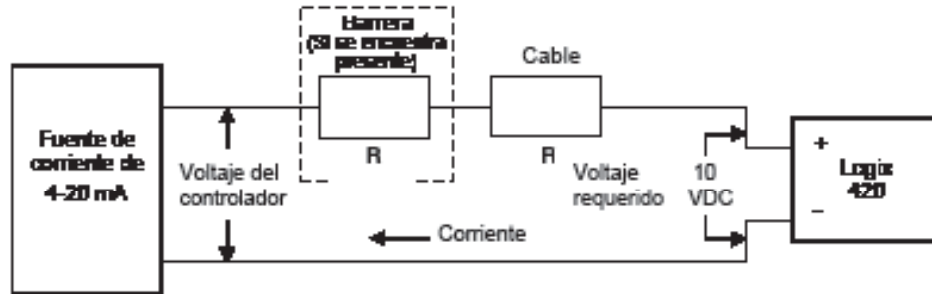 Barrera
(Si se encuentra
presente)
Cable
Fuente de
corriente de
4-20 mA
R
R
Voltaje del
controlador
Voltaje
requerido
10
VDC
+
Logix
420
–
Corriente